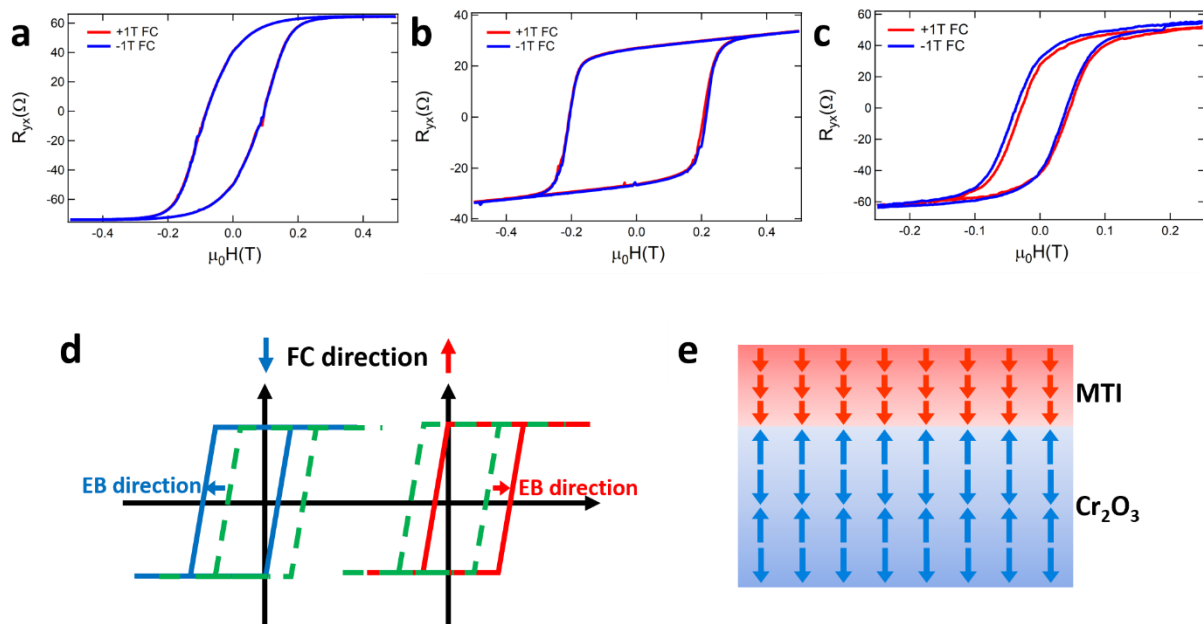 a
+1T FC
-1T FC
Ryx(Ω)
60
40
20
0
-20
-40
-60
-0.4
-0.2
0.0
0.2
0.4
μ0H(T)
b
+1T FC
-1T FC
Ryx(Ω)
40
20
0
-20
-40
-0.4
-0.2
0.0
0.2
0.4
μ0H(T)
c
+1T FC
-1T FC
Ryx(Ω)
60
40
20
0
-20
-40
-60
-0.2
-0.1
0.0
0.1
0.2
μ0H(T)
d
FC direction
EB direction
EB direction
e
MTI
Cr2O3